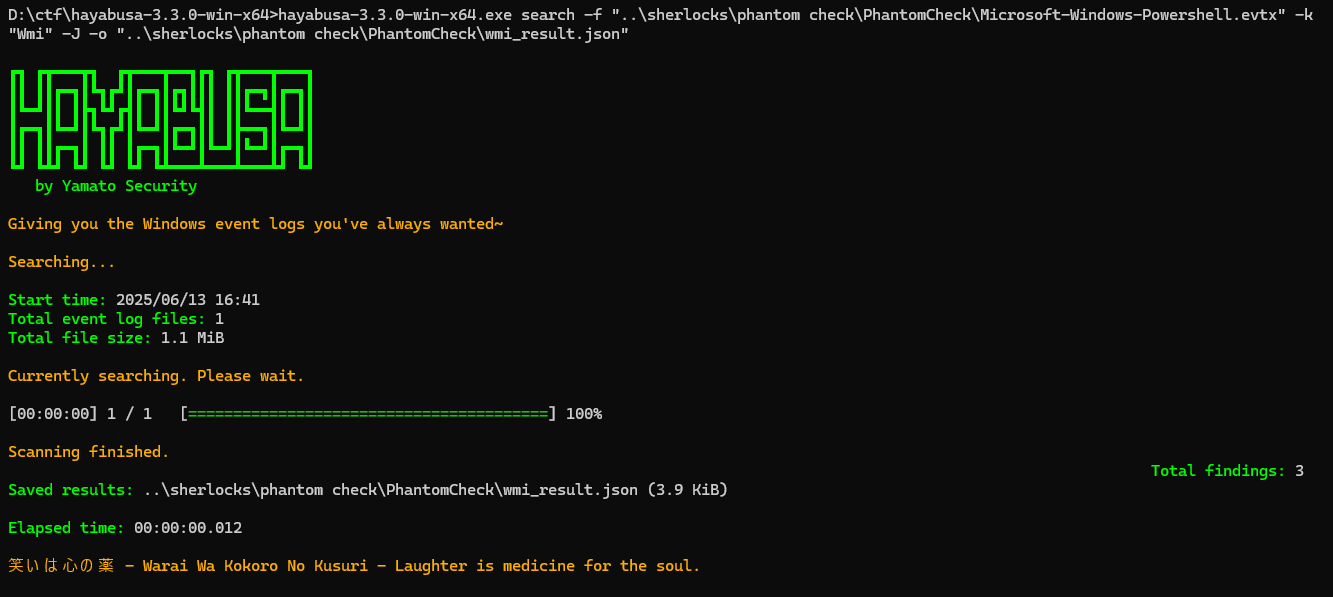 D:\ctf\hayabusa-3.3.0-win-x64>hayabusa-3.3.0-win-x64.exe search -f "..\sherlocks\phantom check\PhantomCheck\Microsoft-Windows-Powershell.evtx" -k
"Wmi" -J -o "..\sherlocks\phantom check\PhantomCheck\wmi_result.json"
HAYABUSA
by Yamato Security
Giving you the Windows event logs you've always wanted~
Searching...
Start time: 2025/06/13 16:41
Total event log files: 1
Total file size: 1.1 MiB
Currently searching. Please wait.
[00:00:00] 1 / 1   [========================================] 100%
Scanning finished.
Total findings: 3
Saved results: ..\sherlocks\phantom check\PhantomCheck\wmi_result.json (3.9 KiB)
Elapsed time: 00:00:00.012
笑いは心の薬 - Warai Wa Kokoro No Kusuri - Laughter is medicine for the soul.